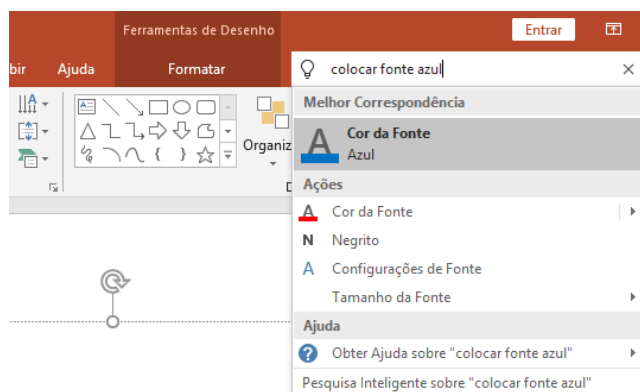 Ferramentas de Desenho
Entrar
bir Ajuda Formatar
colocar fonte azul
Organiz
Melhor Correspondência
A Cor da Fonte
Azul
Ações
A Cor da Fonte
N Negrito
A Configurações de Fonte
Tamanho da Fonte
Ajuda
? Obter Ajuda sobre "colocar fonte azul"
Pesquisa Inteligente sobre "colocar fonte azul"